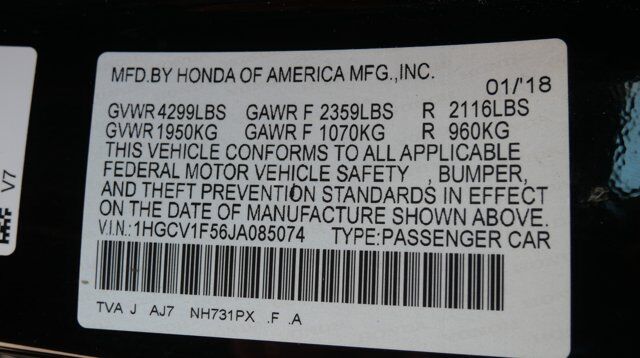 MFD.BY HONDA OF AMERICA MFG.,INC.
01/'18
GVWR 4299LBS GAWR F 2359LBS R 2116LBS
GVWR 1950KG GAWR F 1070KG R 960KG
THIS VEHICLE CONFORMS TO ALL APPLICABLE
FEDERAL MOTOR VEHICLE SAFETY , BUMPER,
AND THEFT PREVENTION STANDARDS IN EFFECT
ON THE DATE OF MANUFACTURE SHOWN ABOVE.
V.I.N.:1HGCV1F56JA085074 TYPE:PASSENGER CAR
TVA J AJ7 NH731PX .F .A
V7